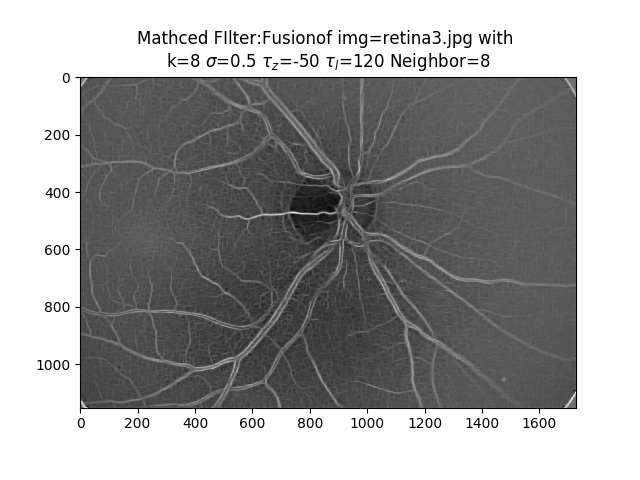 Mathced FIlter:Fusionof img=retina3.jpg with
k=8 σ=0.5 τz=-50 τl=120 Neighbor=8
0
200
400
600
800
1000
0 200 400 600 800 1000 1200 1400 1600